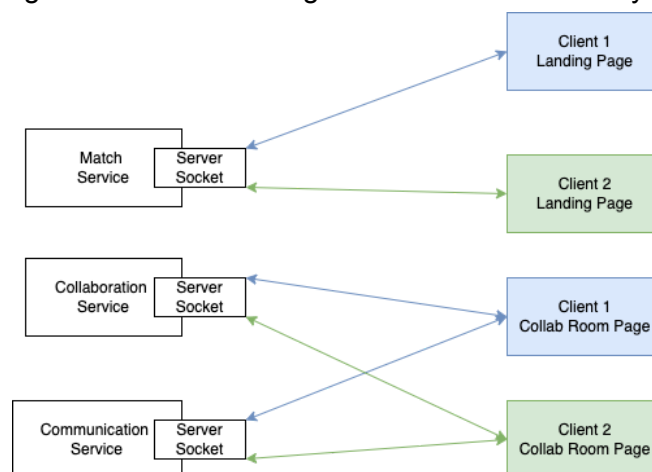 Client 1
Landing Page
Match
Service
Server
Socket
Client 2
Landing Page
Collaboration
Service
Server
Socket
Client 1
Collab Room Page
Communication
Service
Server
Socket
Client 2
Collab Room Page